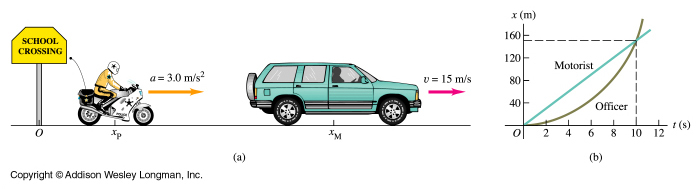 SCHOOL
CROSSING
a = 3.0 m/s²
v = 15 m/s
O
x_P
x_M
(a)
x (m)
160
120
80
40
O
2
4
6
8
10
12
t (s)
Motorist
Officer
(b)
Copyright © Addison Wesley Longman, Inc.